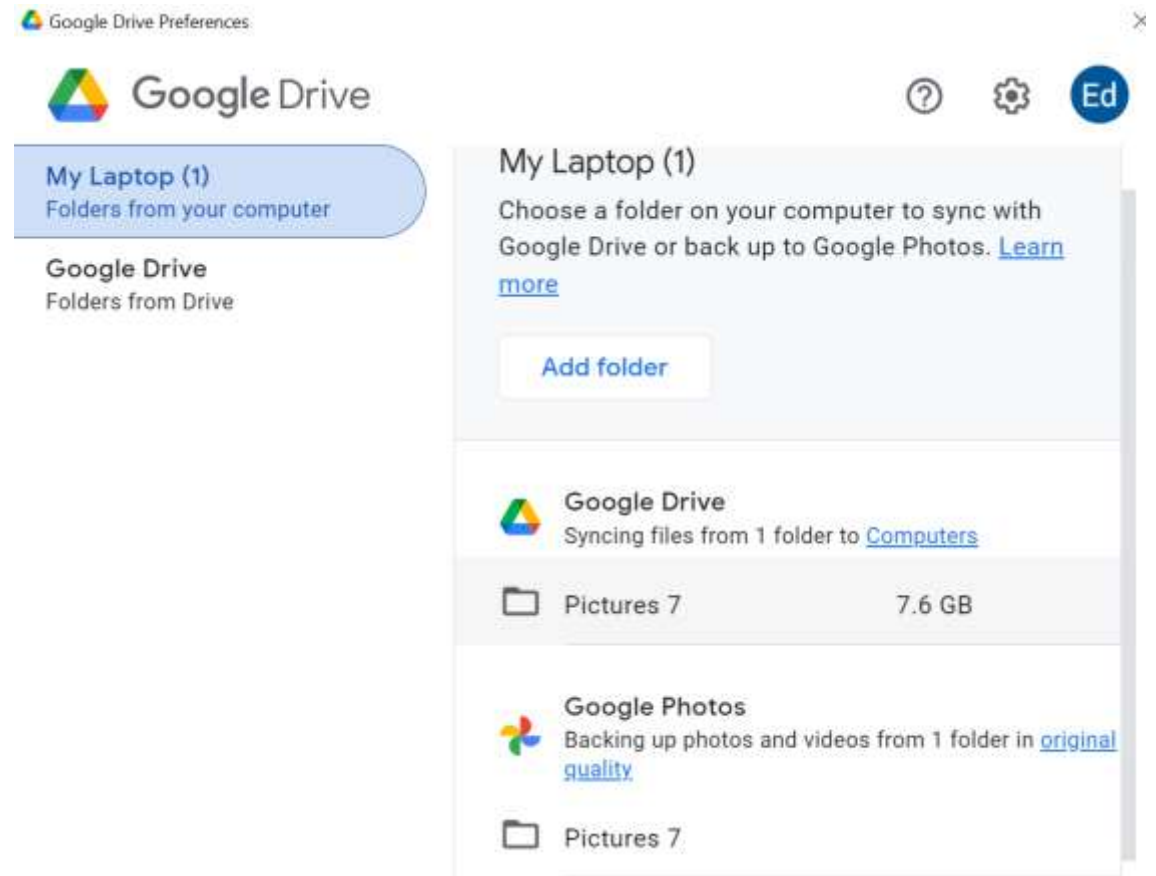 Google Drive Preferences
Google Drive
Ed
My Laptop (1)
Folders from your computer
Google Drive
Folders from Drive
My Laptop (1)
Choose a folder on your computer to sync with
Google Drive or back up to Google Photos. Learn
more
Add folder
Google Drive
Syncing files from 1 folder to Computers
Pictures 7 7.6 GB
Google Photos
Backing up photos and videos from 1 folder in original
quality
Pictures 7